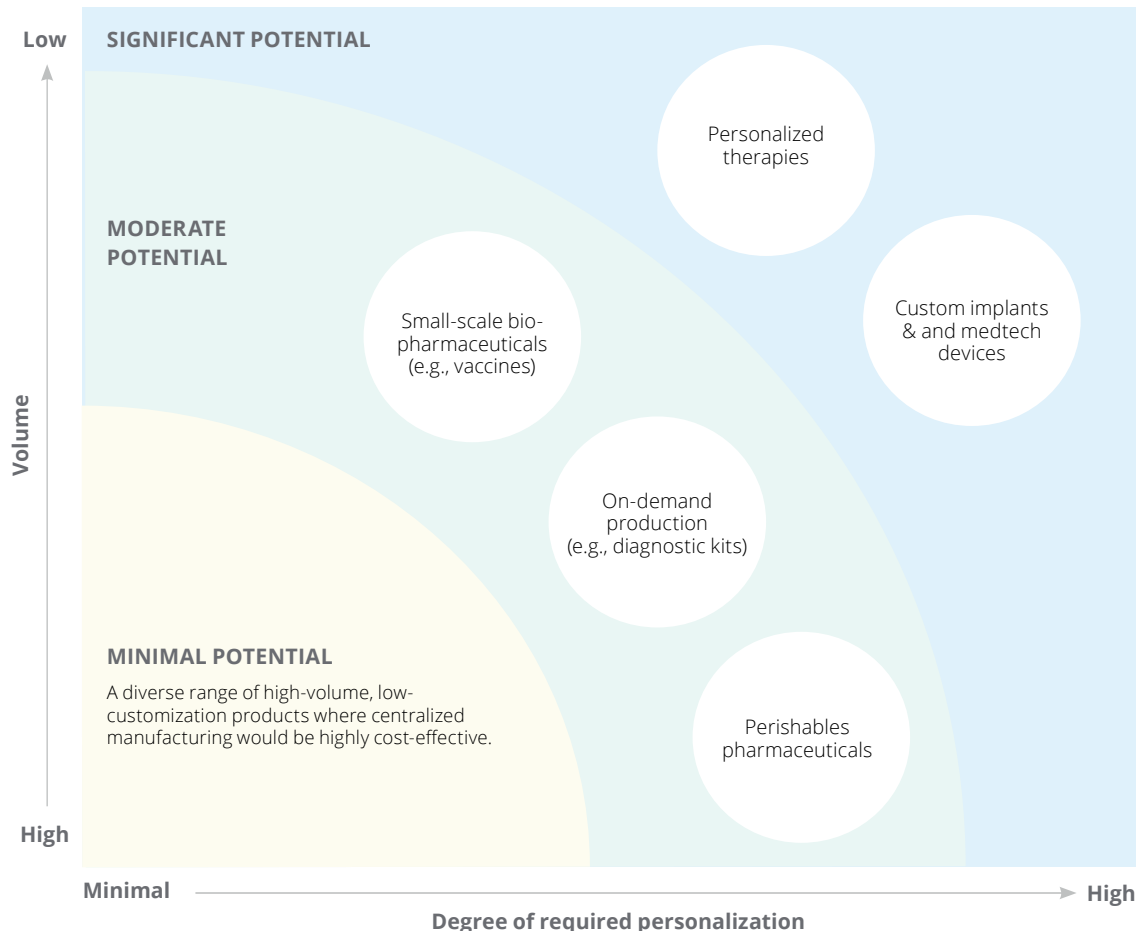 Low
SIGNIFICANT POTENTIAL
Personalized
therapies
MODERATE
POTENTIAL
Small-scale bio-
pharmaceuticals
(e.g., vaccines)
Custom implants
& and medtech
devices
Volume
On-demand
production
(e.g., diagnostic kits)
MINIMAL POTENTIAL
A diverse range of high-volume, low-
customization products where centralized
manufacturing would be highly cost-effective.
Perishables
pharmaceuticals
High
Minimal
High
Degree of required personalization